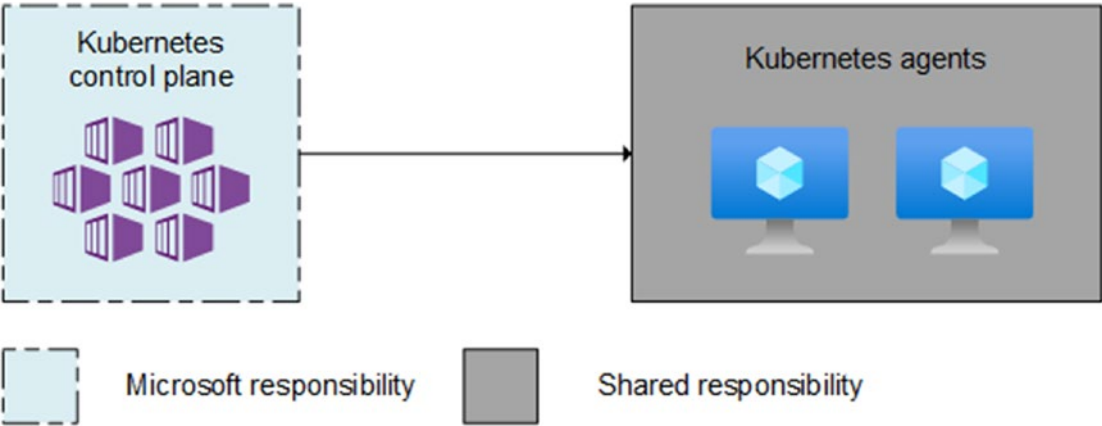 Kubernetes
control plane
Kubernetes agents
Microsoft responsibility
Shared responsibility